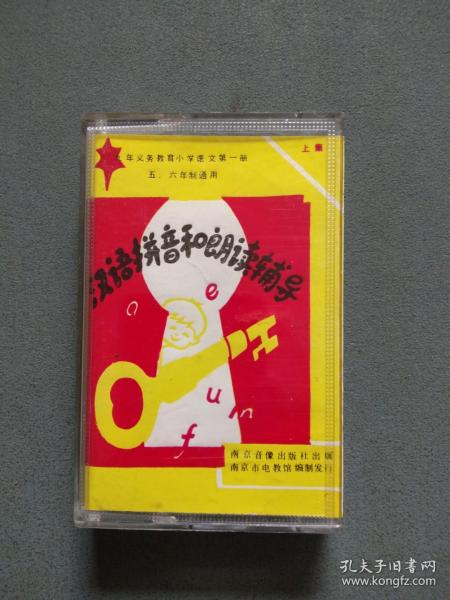 上集
年义务教育小学语文第一册
五、六年制通用
汉语拼音和朗读辅导
a e
u n
f
南京音像出版社出版
南京市电教馆编制发行
孔夫子旧书网
www.kongfz.com